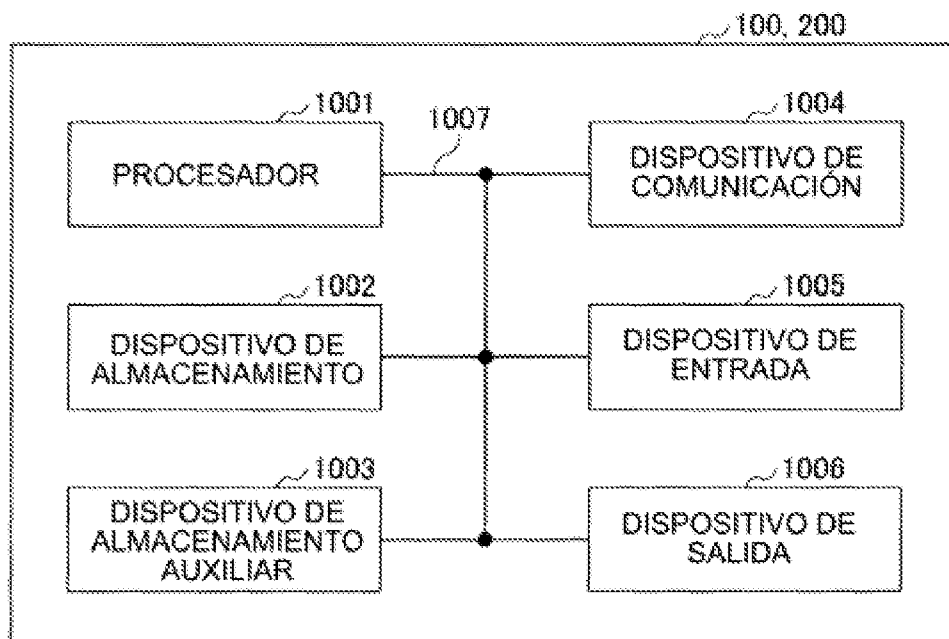 100, 200
1001
PROCESADOR
1007
1004
DISPOSITIVO DE
COMUNICACIÓN
1002
DISPOSITIVO DE
ALMACENAMIENTO
1005
DISPOSITIVO DE
ENTRADA
1003
DISPOSITIVO DE
ALMACENAMIENTO
AUXILIAR
1006
DISPOSITIVO DE
SALIDA